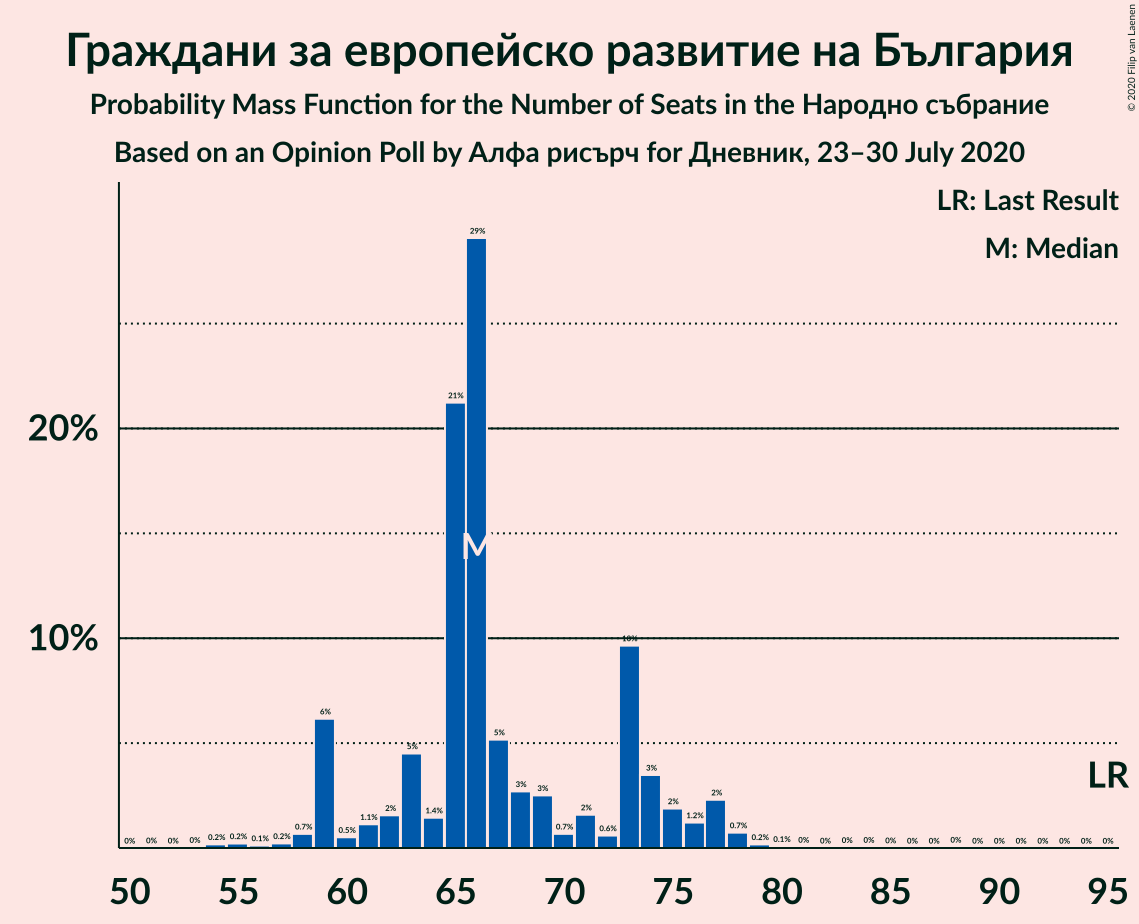 Граждани за европейско развитие на България
Probability Mass Function for the Number of Seats in the Народно събрание
Based on an Opinion Poll by Алфа рисърч for Дневник, 23–30 July 2020
© 2020 Filip van Laenen
LR: Last Result
M: Median
20%
10%
0% 0% 0% 0% 0.2% 0.2% 0.1% 0.2% 0.7% 6% 0.5% 1.1% 2% 5% 1.4% 21% 29% 5% 3% 3% 0.7% 2% 0.6% 10% 3% 2% 1.2% 2% 0.7% 0.2% 0.1% 0% 0% 0% 0% 0% 0% 0% 0% 0% 0% 0% 0% 0% 0% 0%
M
LR
50 55 60 65 70 75 80 85 90 95